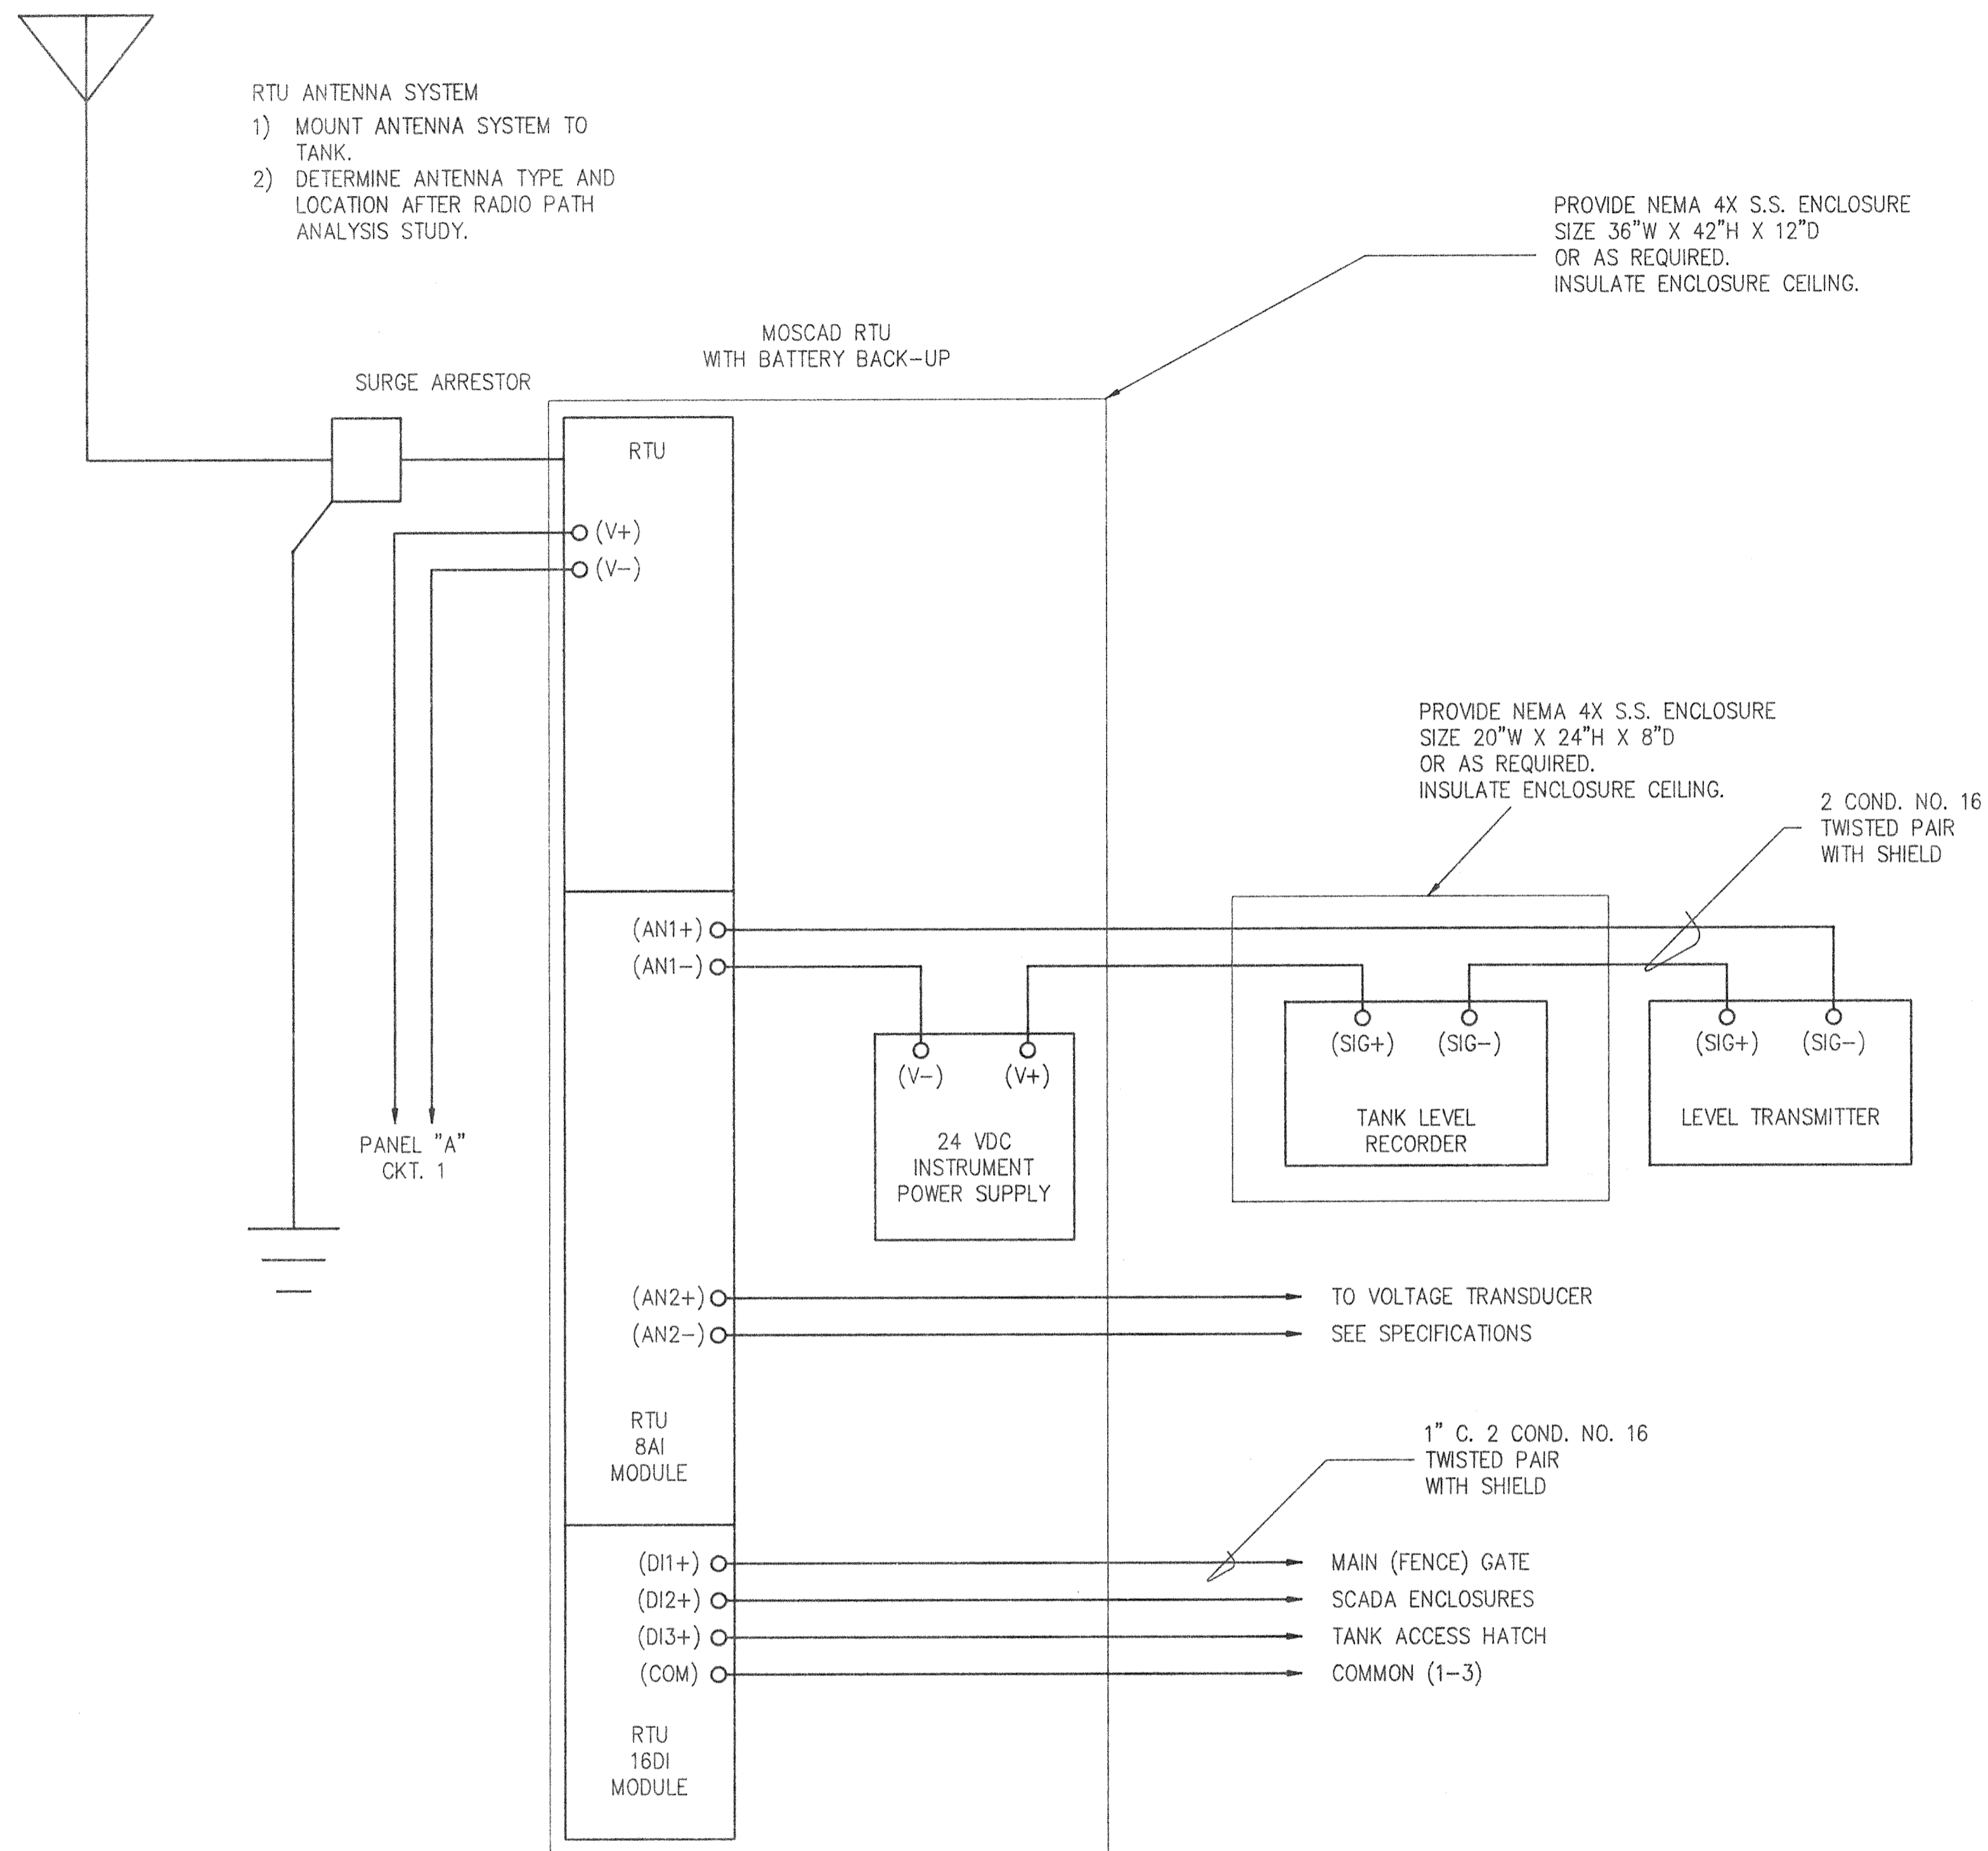 RTU ANTENNA SYSTEM
1) MOUNT ANTENNA SYSTEM TO
TANK.
2) DETERMINE ANTENNA TYPE AND
LOCATION AFTER RADIO PATH
ANALYSIS STUDY.
PROVIDE NEMA 4X S.S. ENCLOSURE
SIZE 36"W X 42"H X 12"D
OR AS REQUIRED.
INSULATE ENCLOSURE CEILING.
MOSCAD RTU
WITH BATTERY BACK-UP
SURGE ARRESTOR
RTU
(V+)
(V-)
PANEL "A"
CKT. 1
PROVIDE NEMA 4X S.S. ENCLOSURE
SIZE 20"W X 24"H X 8"D
OR AS REQUIRED.
INSULATE ENCLOSURE CEILING.
2 COND. NO. 16
TWISTED PAIR
WITH SHIELD
(AN1+)
(AN1-)
(V-) (V+)
24 VDC
INSTRUMENT
POWER SUPPLY
(SIG+) (SIG-)
TANK LEVEL
RECORDER
(SIG+) (SIG-)
LEVEL TRANSMITTER
(AN2+) TO VOLTAGE TRANSDUCER
(AN2-) SEE SPECIFICATIONS
RTU
8AI
MODULE
1" C. 2 COND. NO. 16
TWISTED PAIR
WITH SHIELD
(DI1+) MAIN (FENCE) GATE
(DI2+) SCADA ENCLOSURES
(DI3+) TANK ACCESS HATCH
(COM) COMMON (1-3)
RTU
16DI
MODULE